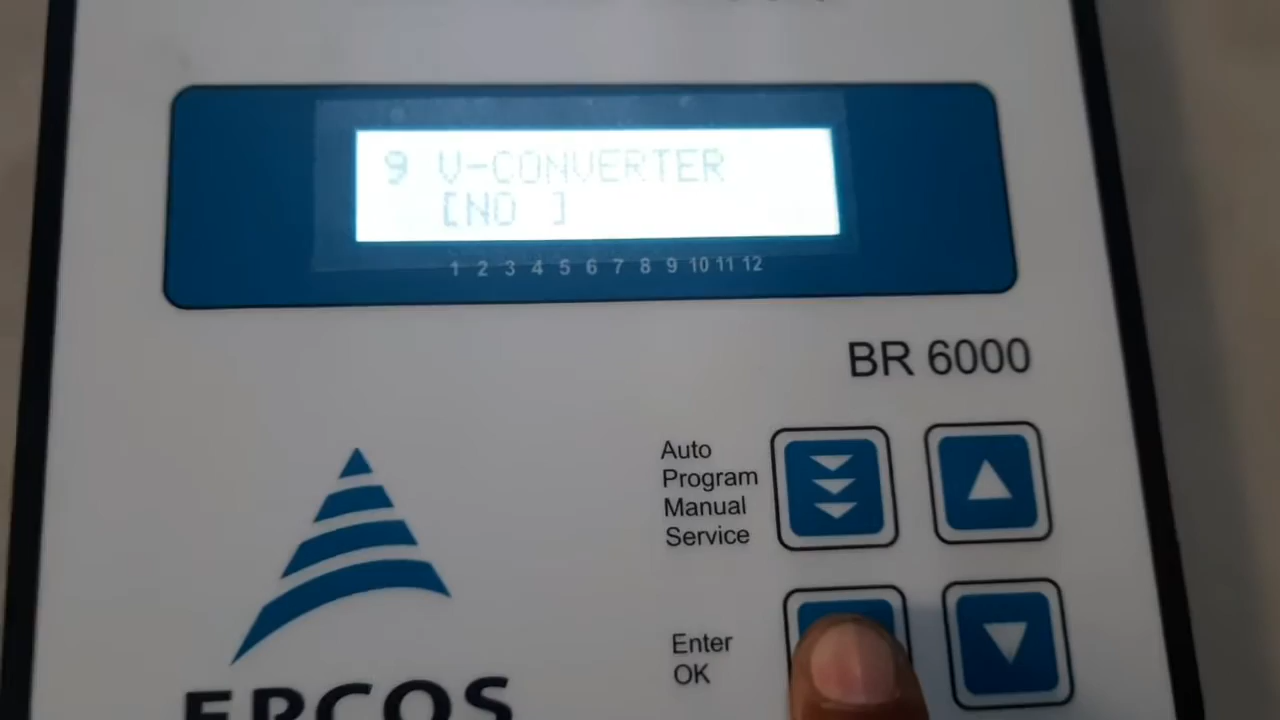 9 V-CONVERTER
[NO ]
1 2 3 4 5 6 7 8 9 10 11 12
BR 6000
Auto
Program
Manual
Service
Enter
OK
ERCOS